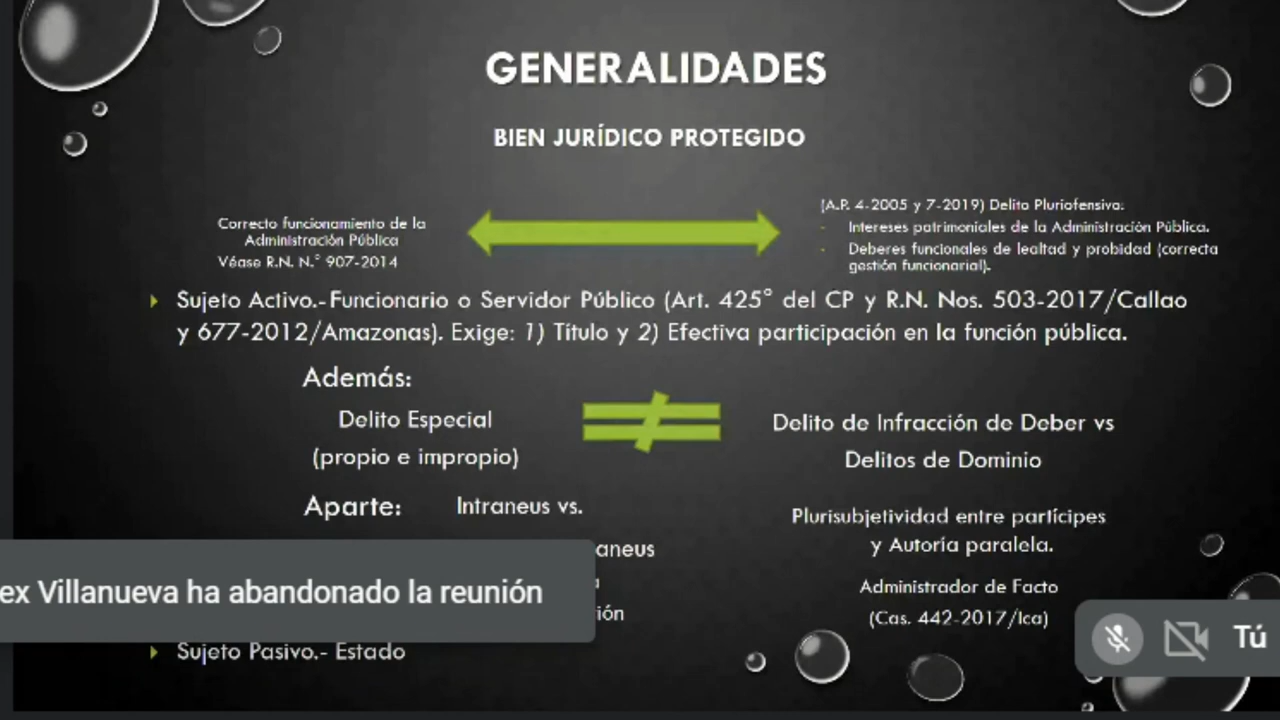 GENERALIDADES
BIEN JURÍDICO PROTEGIDO
Correcto funcionamiento de la
Administración Pública
Véase R.N. N.° 907-2014
(A.P. 4-2005 y 7-2019) Delito Pluriofensivo:
- Intereses patrimoniales de la Administración Pública.
- Deberes funcionales de lealtad y probidad (correcta
gestión funcionarial).
Sujeto Activo.- Funcionario o Servidor Público (Art. 425° del CP y R.N. Nos. 503-2017/Callao
y 677-2012/Amazonas). Exige: 1) Título y 2) Efectiva participación en la función pública.
Además:
Delito Especial
(propio e impropio)
Delito de Infracción de Deber vs
Delitos de Dominio
Aparte: Intraneus vs.
aneus
a
ión
Plurisubjetividad entre partícipes
y Autoría paralela.
Administrador de Facto
(Cas. 442-2017/Ica)
ex Villanueva ha abandonado la reunión
Tú
Sujeto Pasivo.- Estado